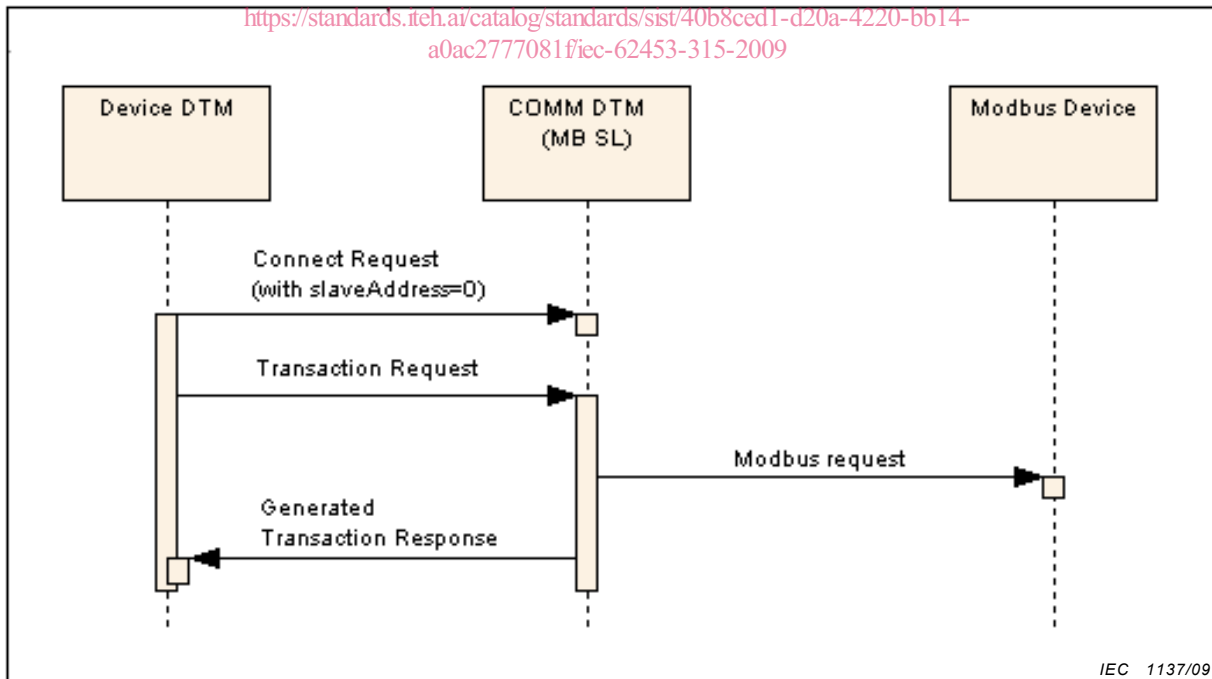 https://standards.iteh.ai/catalog/standards/sist/40b8ced1-d20a-4220-bb14-
a0ac2777081f/iec-62453-315-2009
Device DTM
COMM DTM
(MB SL)
Modbus Device
Connect Request
(with slaveAddress=0)
Transaction Request
Modbus request
Generated
Transaction Response
IEC 1137/09